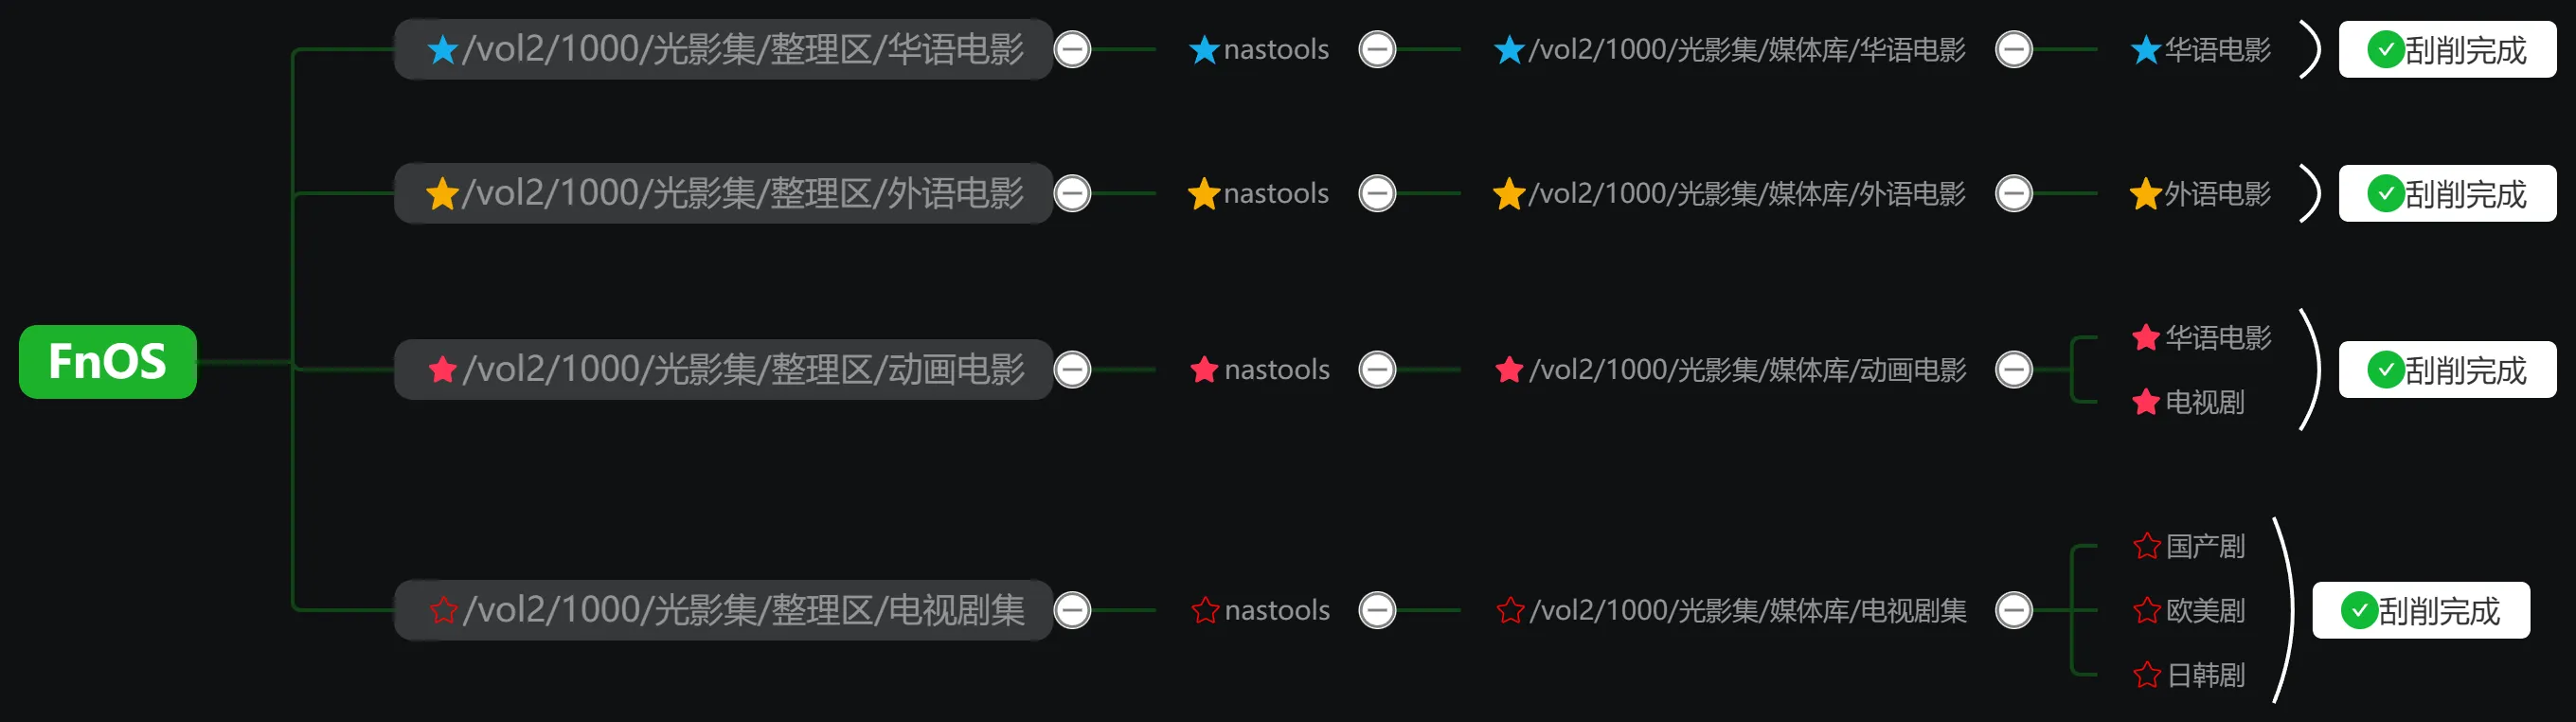 /vol2/1000/光影集/整理区/华语电影 nastools /vol2/1000/光影集/媒体库/华语电影 华语电影 刮削完成
/vol2/1000/光影集/整理区/外语电影 nastools /vol2/1000/光影集/媒体库/外语电影 外语电影 刮削完成
FnOS
/vol2/1000/光影集/整理区/动画电影 nastools /vol2/1000/光影集/媒体库/动画电影
华语电影
电视剧
刮削完成
/vol2/1000/光影集/整理区/电视剧集 nastools /vol2/1000/光影集/媒体库/电视剧集
国产剧
欧美剧
日韩剧
刮削完成